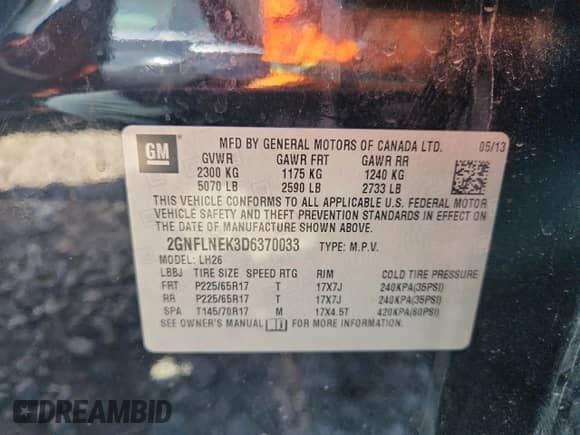 GM
MFD BY GENERAL MOTORS OF CANADA LTD. 05/13
GVWR GAWR FRT GAWR RR
2300 KG 1175 KG 1240 KG
5070 LB 2590 LB 2733 LB
THIS VEHICLE CONFORMS TO ALL APPLICABLE U.S. FEDERAL MOTOR
VEHICLE SAFETY AND THEFT PREVENTION STANDARDS IN EFFECT ON
THE DATE OF MANUFACTURE SHOWN ABOVE.
2GNFLNEK3D6370033 TYPE: M.P.V.
MODEL: LH26
LBBJ TIRE SIZE SPEED RTG RIM COLD TIRE PRESSURE
FRT P225/65R17 T 17X7J 240KPA(35PSI)
RR P225/65R17 T 17X7J 240KPA(35PSI)
SPA T145/70R17 M 17X4.5T 420KPA(60PSI)
SEE OWNER'S MANUAL FOR MORE INFORMATION
DREAMBID